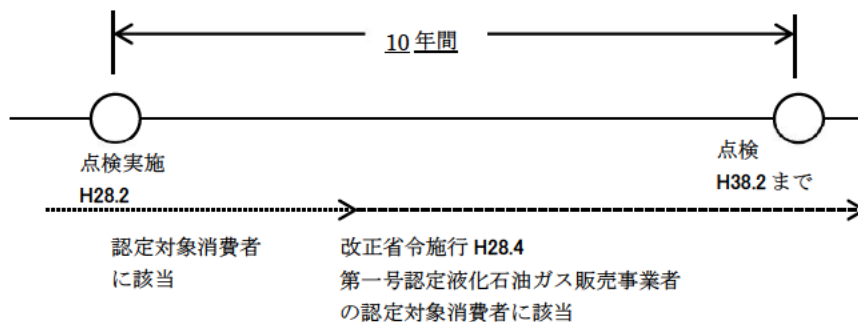 10年間
点検実施
H28.2
点検
H38.2 まで
認定対象消費者
に該当
改正省令施行 H28.4
第一号認定液化石油ガス販売事業者
の認定対象消費者に該当